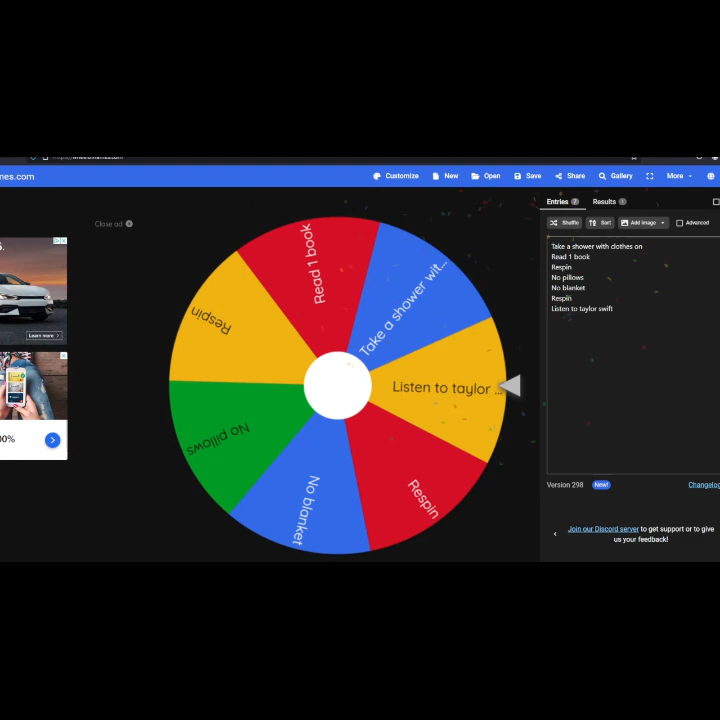 mes.com
Customize
New
Open
Save
Share
Gallery
More
Close ad
Entries 7
Results 1
Shuffle
Sort
Add image
Advanced
Take a shower with clothes on
Read 1 book
Respin
No pillows
No blanket
Respin
Listen to taylor swift
Read 1 book
Take a shower wit...
Listen to taylor ...
Respin
No blanket
No pillows
Respin
Learn more
00%
Version 298
New!
Changelog
Join our Discord server to get support or to give
us your feedback!